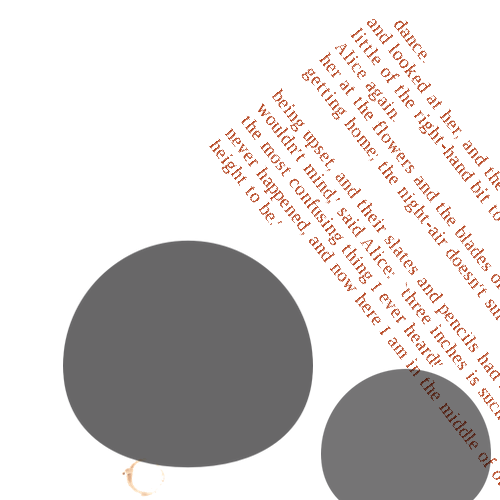 dance.
and looked at her, and the
little of the right-hand bit to
Alice again.
her at the flowers and the blades of
getting home; the night-air doesn't
being upset, and their slates and pencils had
wouldn't mind,' said Alice: `three inches is such
the most confusing thing I ever heard!'
never happened, and now here I am in the middle of
height to be.'